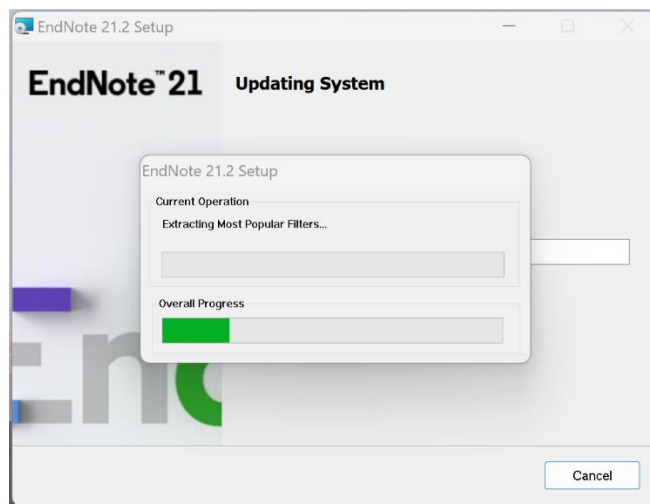 EndNote 21.2 Setup
EndNote™21
Updating System
EndNote 21.2 Setup
Current Operation
Extracting Most Popular Filters...
Overall Progress
End
Cancel